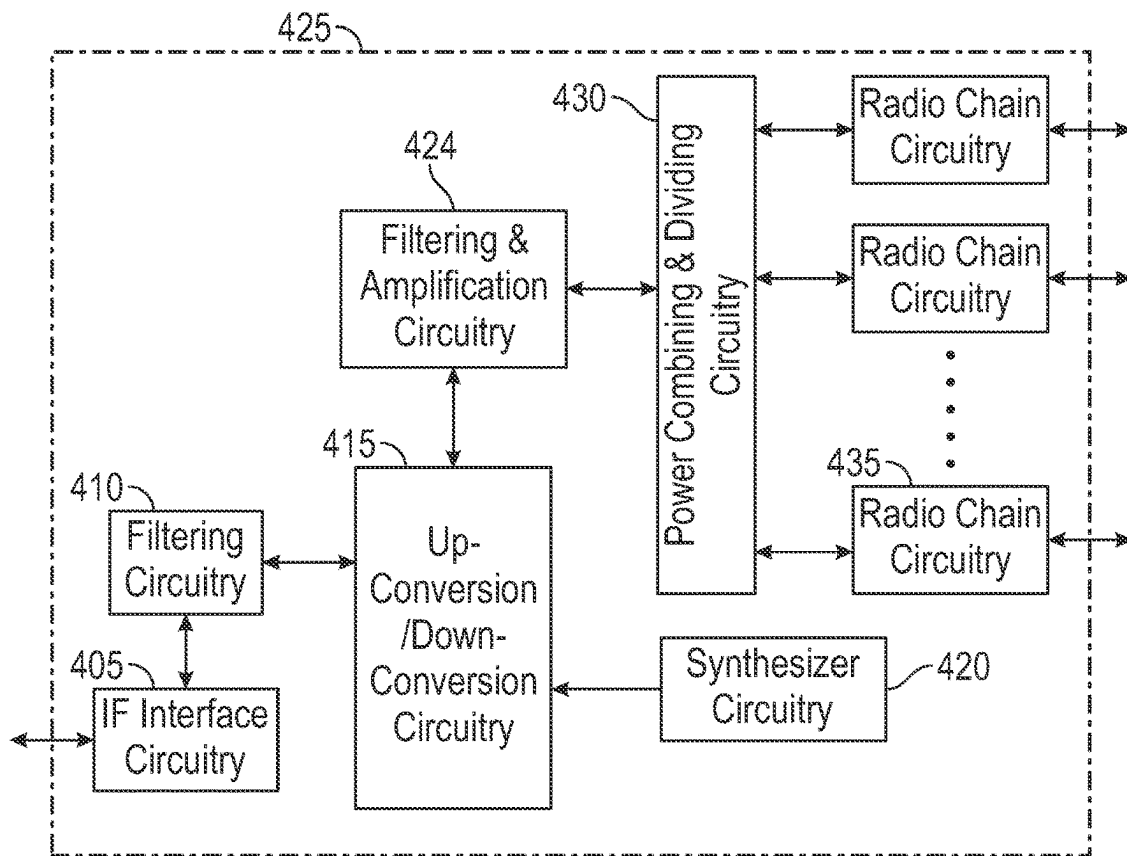 425
430
Power Combining & Dividing
Circuitry
Radio Chain
Circuitry
424
Filtering &
Amplification
Circuitry
Radio Chain
Circuitry
415
Up-
Conversion
/Down-
Conversion
Circuitry
435
Radio Chain
Circuitry
410
Filtering
Circuitry
405
IF Interface
Circuitry
Synthesizer
Circuitry
420